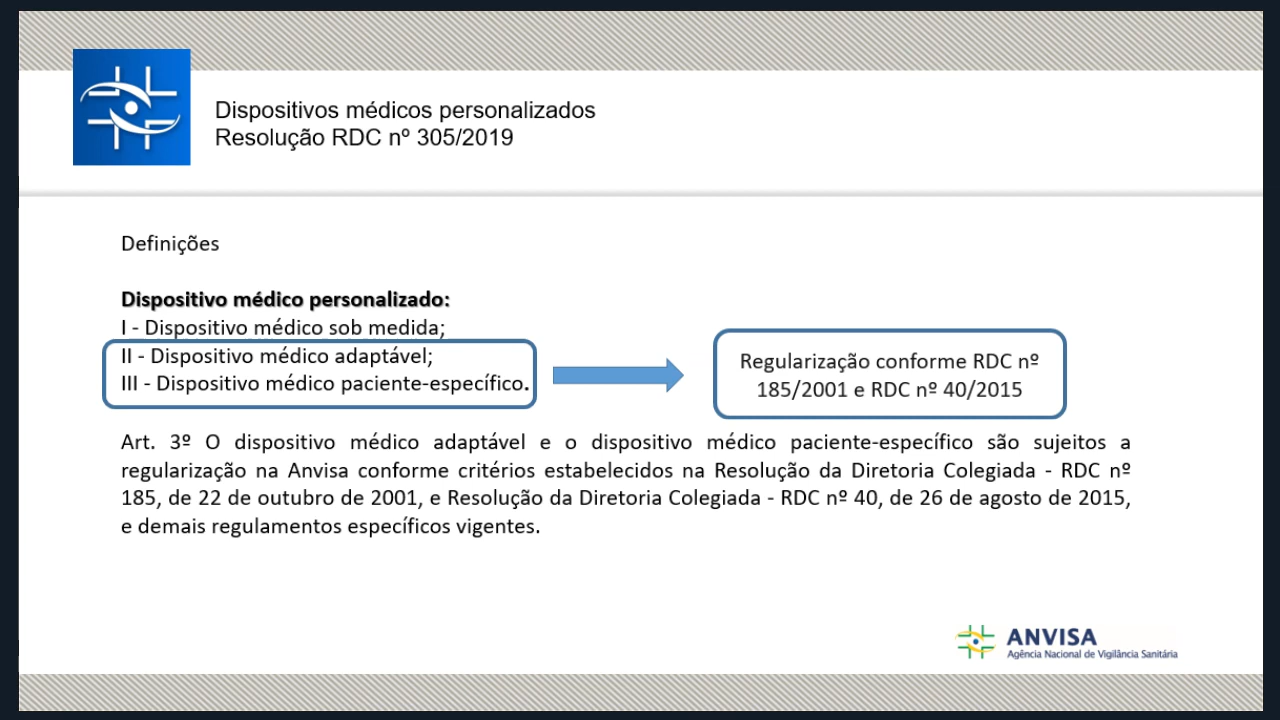 Dispositivos médicos personalizados
Resolução RDC nº 305/2019
Definições
Dispositivo médico personalizado:
I - Dispositivo médico sob medida;
II - Dispositivo médico adaptável;
III - Dispositivo médico paciente-específico.
Regularização conforme RDC nº
185/2001 e RDC nº 40/2015
Art. 3º O dispositivo médico adaptável e o dispositivo médico paciente-específico são sujeitos a
regularização na Anvisa conforme critérios estabelecidos na Resolução da Diretoria Colegiada - RDC nº
185, de 22 de outubro de 2001, e Resolução da Diretoria Colegiada - RDC nº 40, de 26 de agosto de 2015,
e demais regulamentos específicos vigentes.
ANVISA
Agência Nacional de Vigilância Sanitária